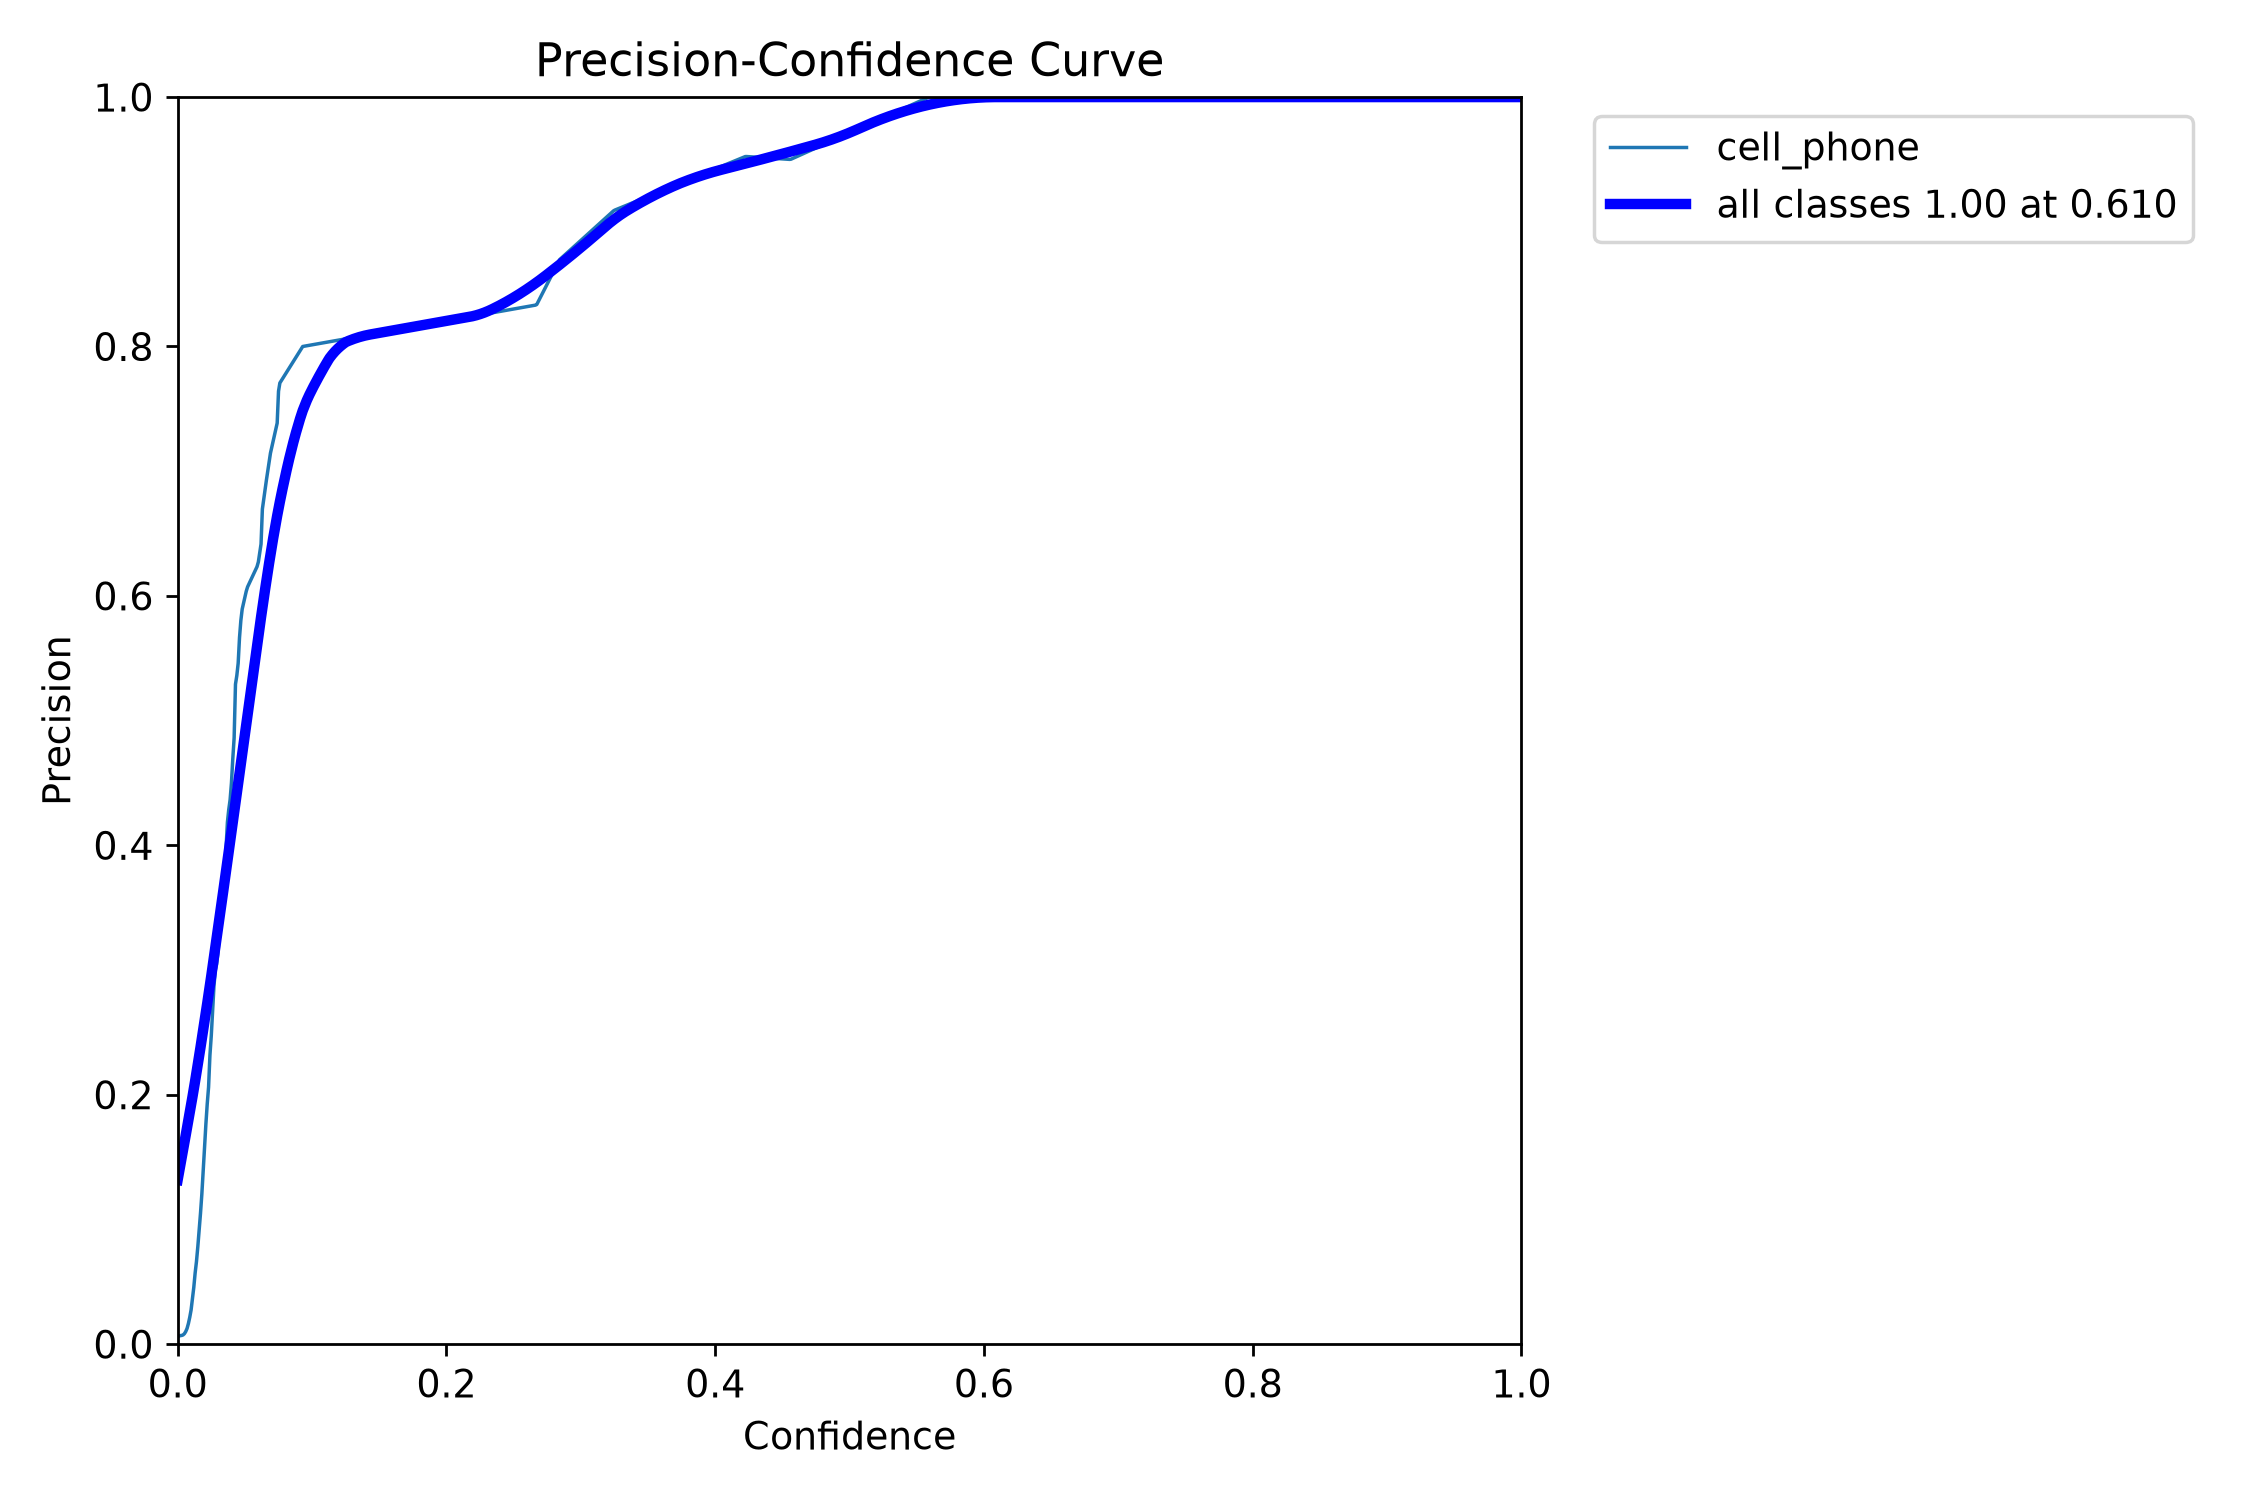 Precision-Confidence Curve
1.0
0.8
0.6
0.4
0.2
0.0
Precision
0.0 0.2 0.4 0.6 0.8 1.0
Confidence
cell_phone
all classes 1.00 at 0.610